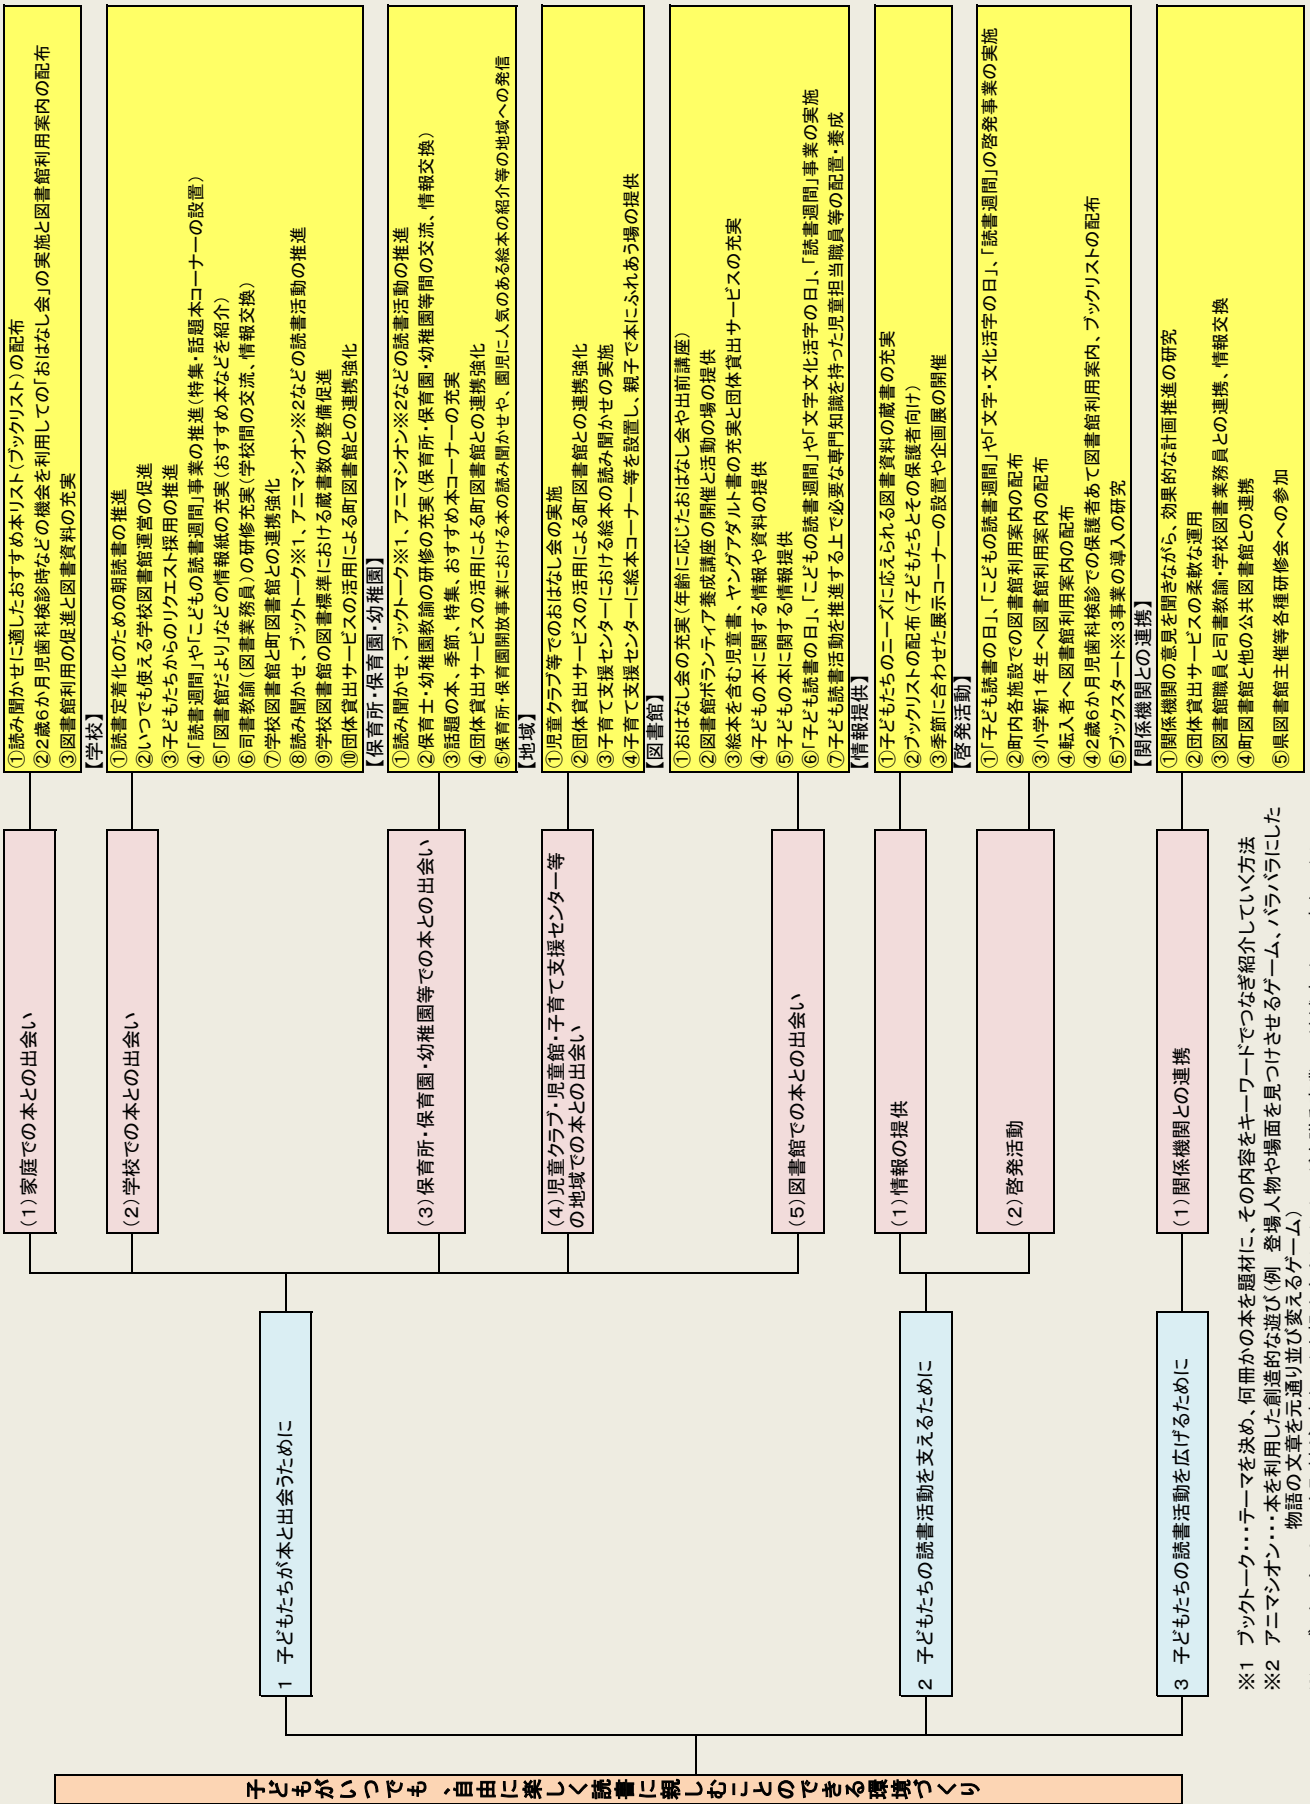 子どもがいつでも、自由に楽しく読書に親しむことのできる環境づくり
1　子どもたちが本と出会うために
(1)家庭での本との出会い
①読み聞かせに適したおすすめ本リスト(ブックリスト)の配布
②2歳6か月児歯科検診時などの機会を利用しての「おはなし会」の実施と図書館利用案内の配布
③図書館利用の促進と図書資料の充実
【学校】
(2)学校での本との出会い
①読書定着化のための朝読書の推進
②いつでも使える学校図書館運営の促進
③子どもたちからのリクエスト採用の推進
④「読書週間」や「こどもの読書週間」事業の推進(特集・話題本コーナーの設置)
⑤「図書館だより」などの情報紙の充実(おすすめ本などを紹介)
⑥司書教諭(図書業務員)の研修充実(学校間の交流、情報交換)
⑦学校図書館と町図書館との連携強化
⑧読み聞かせ、ブックトーク※1、アニマシオン※2などの読書活動の推進
⑨学校図書館の図書標準における蔵書数の整備促進
⑩団体貸出サービスの活用による町図書館との連携強化
【保育所・保育園・幼稚園】
(3)保育所・保育園・幼稚園等での本との出会い
①読み聞かせ、ブックトーク※1、アニマシオン※2などの読書活動の推進
②保育士・幼稚園教諭の研修の充実(保育所・保育園・幼稚園等間の交流、情報交換)
③話題の本、季節、特集、おすすめ本コーナーの充実
④団体貸出サービスの活用による町図書館との連携強化
⑤保育所・保育園開放事業における本の読み聞かせや、園児に人気のある絵本の紹介等の地域への発信
【地域】
(4)児童クラブ・児童館・子育て支援センター等
の地域での本との出会い
①児童クラブ等でのおはなし会の実施
②団体貸出サービスの活用による町図書館との連携強化
③子育て支援センターにおける絵本の読み聞かせの実施
④子育て支援センターに絵本コーナー等を設置し、親子で本にふれあう場の提供
【図書館】
(5)図書館での本との出会い
①おはなし会の充実(年齢に応じたおはなし会や出前講座)
②図書館ボランティア養成講座の開催と活動の場の提供
③絵本を含む児童書、ヤングアダルト書の充実と団体貸出サービスの充実
④子どもの本に関する情報や資料の提供
⑤子どもの本に関する情報提供
⑥「子ども読書の日」、「こどもの読書週間」や「文字文化活字の日」、「読書週間」事業の実施
⑦子ども読書活動を推進する上で必要な専門知識を持った児童担当職員等の配置・養成
【情報提供】
2　子どもたちの読書活動を支えるために
(1)情報の提供
①子どもたちのニーズに応えられる図書資料の蔵書の充実
②ブックリストの配布(子どもたちとその保護者向け)
③季節に合わせた展示コーナーの設置や企画展の開催
【啓発活動】
(2)啓発活動
①「子ども読書の日」、「こどもの読書週間」や「文字・文化活字の日」、「読書週間」の啓発事業の実施
②町内各施設での図書館利用案内の配布
③小学新1年生へ図書館利用案内の配布
④転入者へ図書館利用案内の配布
④2歳6か月児歯科検診での保護者あて図書館利用案内、ブックリストの配布
⑤ブックスタート※3事業の導入の研究
【関係機関との連携】
3　子どもたちの読書活動を広げるために
(1)関係機関との連携
①関係機関の意見を聞きながら、効果的な計画推進の研究
②団体貸出サービスの柔軟な運用
③図書館職員と司書教諭・学校図書業務員との連携、情報交換
④町図書館と他の公共図書館との連携
⑤県図書館主催等各種研修会への参加
※1　ブックトーク・・・テーマを決め、何冊かの本を題材に、その内容をキーワードでつなぎ紹介していく方法
※2　アニマシオン・・・本を利用した創造的な遊び(例　登場人物や場面を見つけさせるゲーム、バラバラにした
物語の文章を元通り並び変えるゲーム)